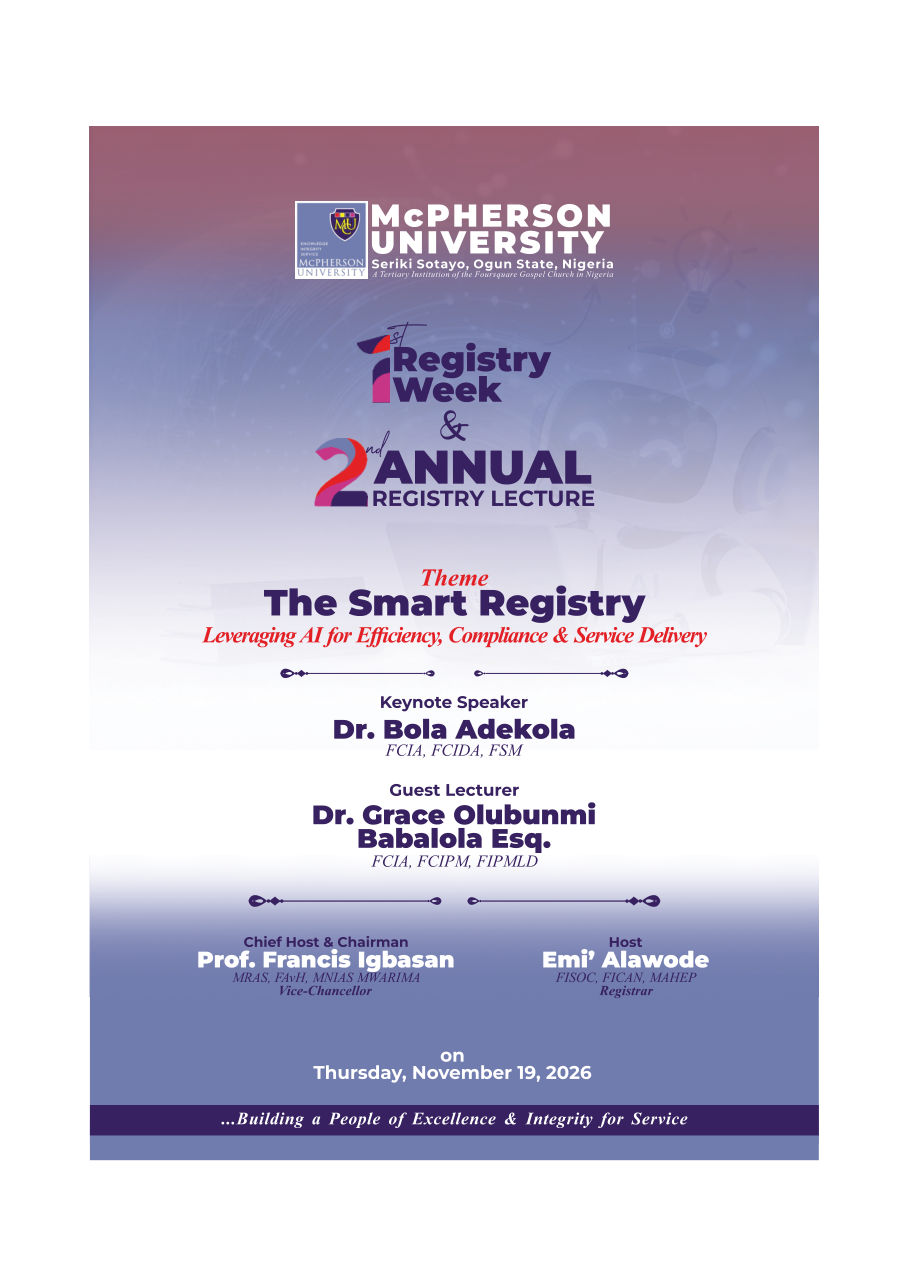 McPHERSON
UNIVERSITY
Seriki Sotayo, Ogun State, Nigeria
A Tertiary Institution of the Foursquare Gospel Church in Nigeria
MCU
KNOWLEDGE
INTEGRITY
SERVICE
McPHERSON
UNIVERSITY
1st
Registry
Week
&
2nd
ANNUAL
REGISTRY LECTURE
Theme
The Smart Registry
Leveraging AI for Efficiency, Compliance & Service Delivery
Keynote Speaker
Dr. Bola Adekola
FCIA, FCIDA, FSM
Guest Lecturer
Dr. Grace Olubunmi
Babalola Esq.
FCIA, FCIPM, FIPMLD
Chief Host & Chairman
Prof. Francis Igbasan
MRAS, FAvH, MNIAS MWARIMA
Vice-Chancellor
Host
Emi’ Alawode
FISOC, FICAN, MAHEP
Registrar
on
Thursday, November 19, 2026
...Building a People of Excellence & Integrity for Service